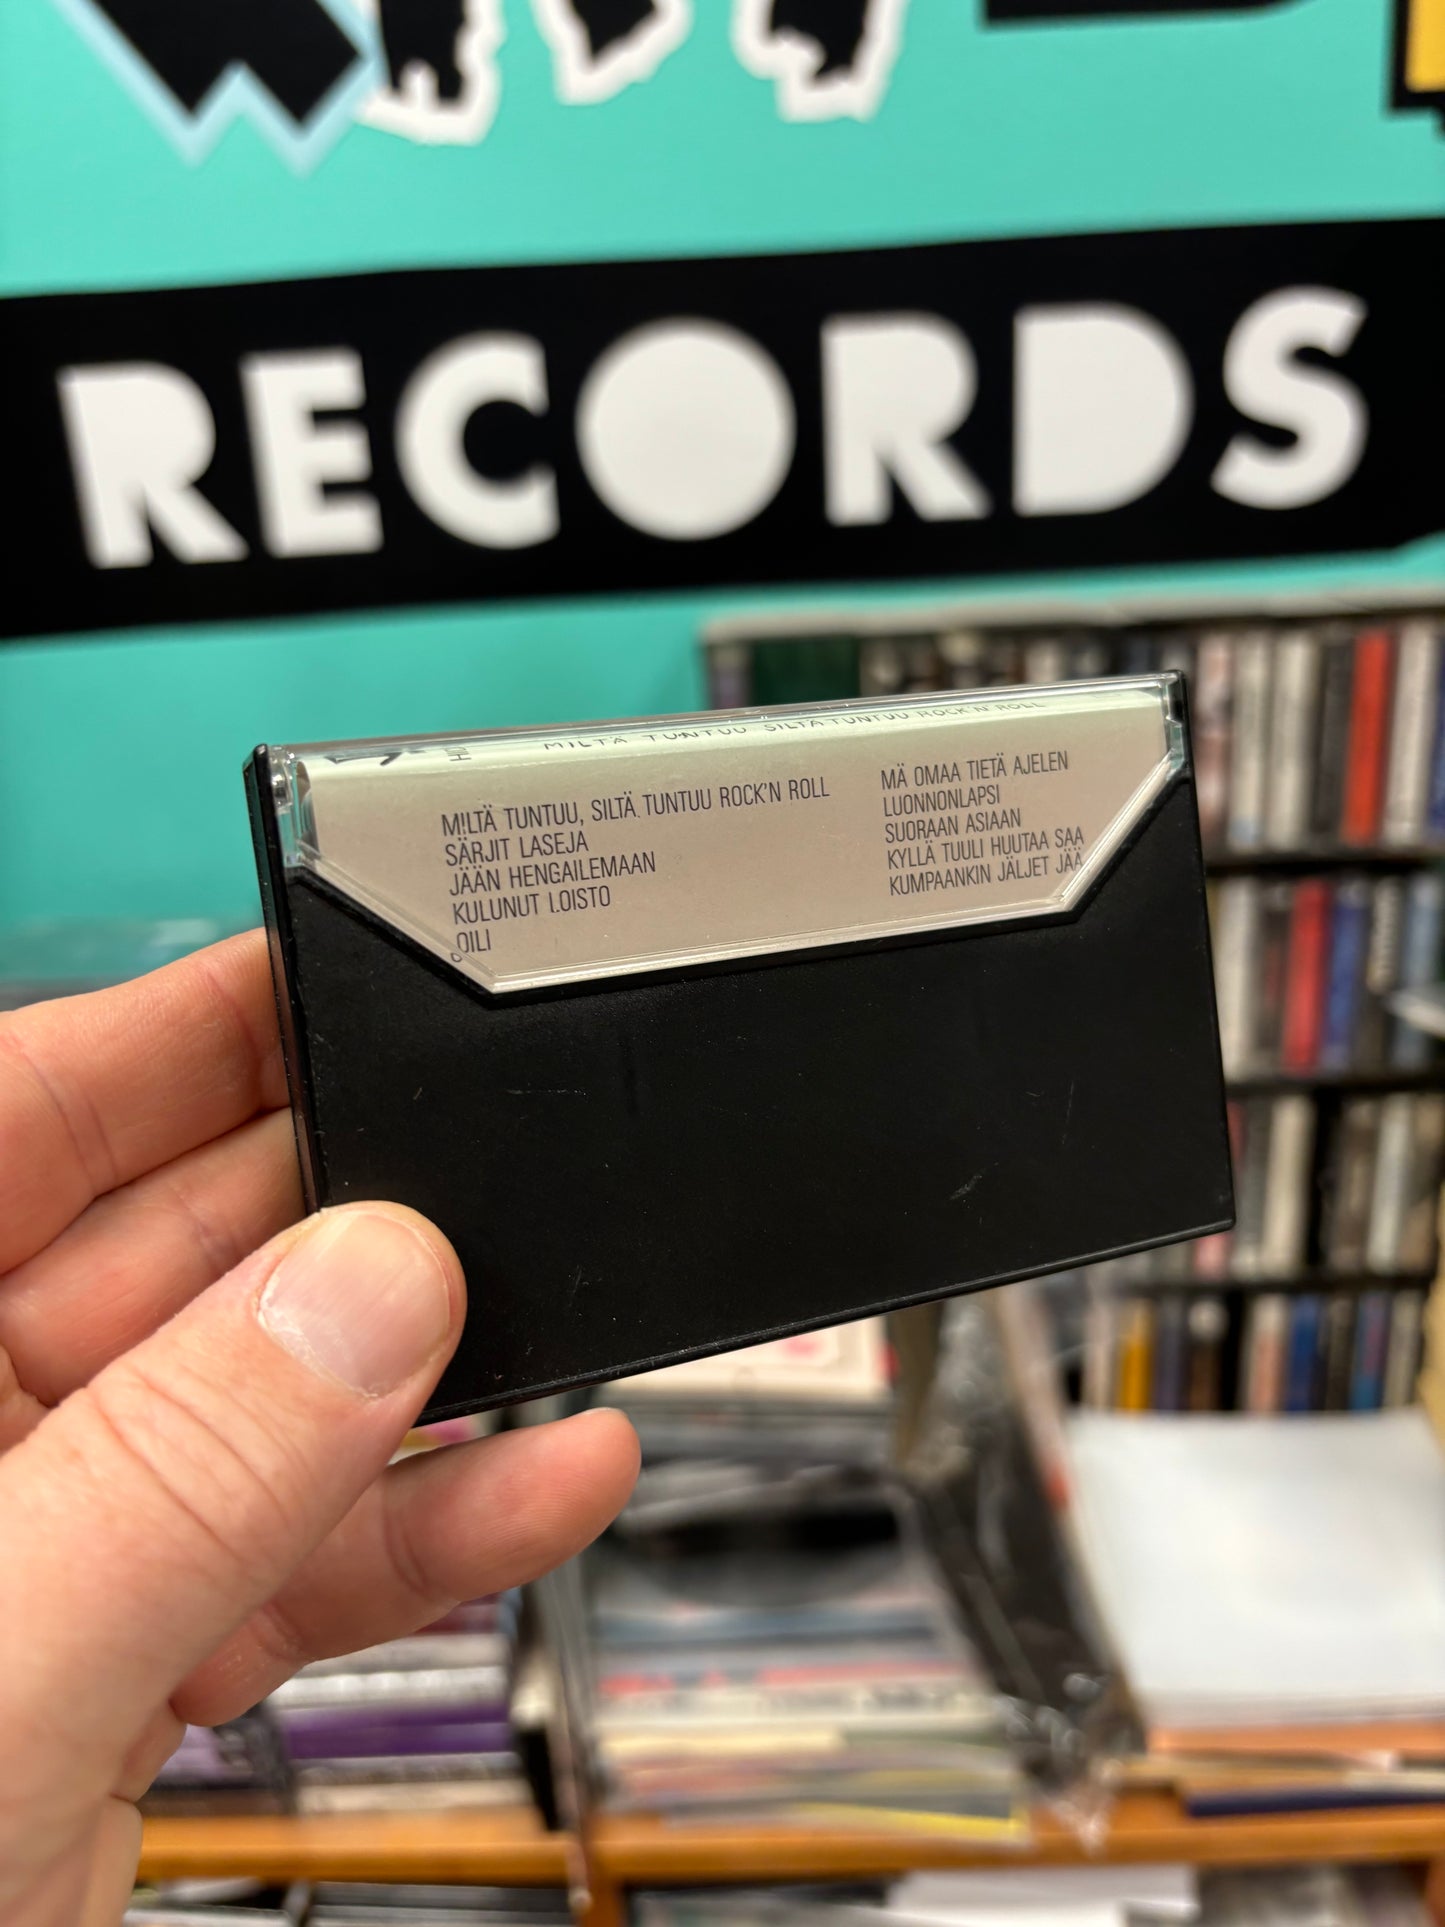 RECORDS
MILTÄ TUNTUU SILTÄ TUNTUU ROCK'N' ROLL
MILTÄ TUNTUU, SILTÄ TUNTUU ROCK'N ROLL
SÄRJIT LASEJA
JÄÄN HENGAILEMAAN
KULUNUT LOISTO
OILI
MÄ OMAA TIETÄ AJELEN
LUONNONLAPSI
SUORAAN ASIAAN
KYLLÄ TUULI HUUTAA SAA
KUMPAANKIN JÄLJET JÄÄ